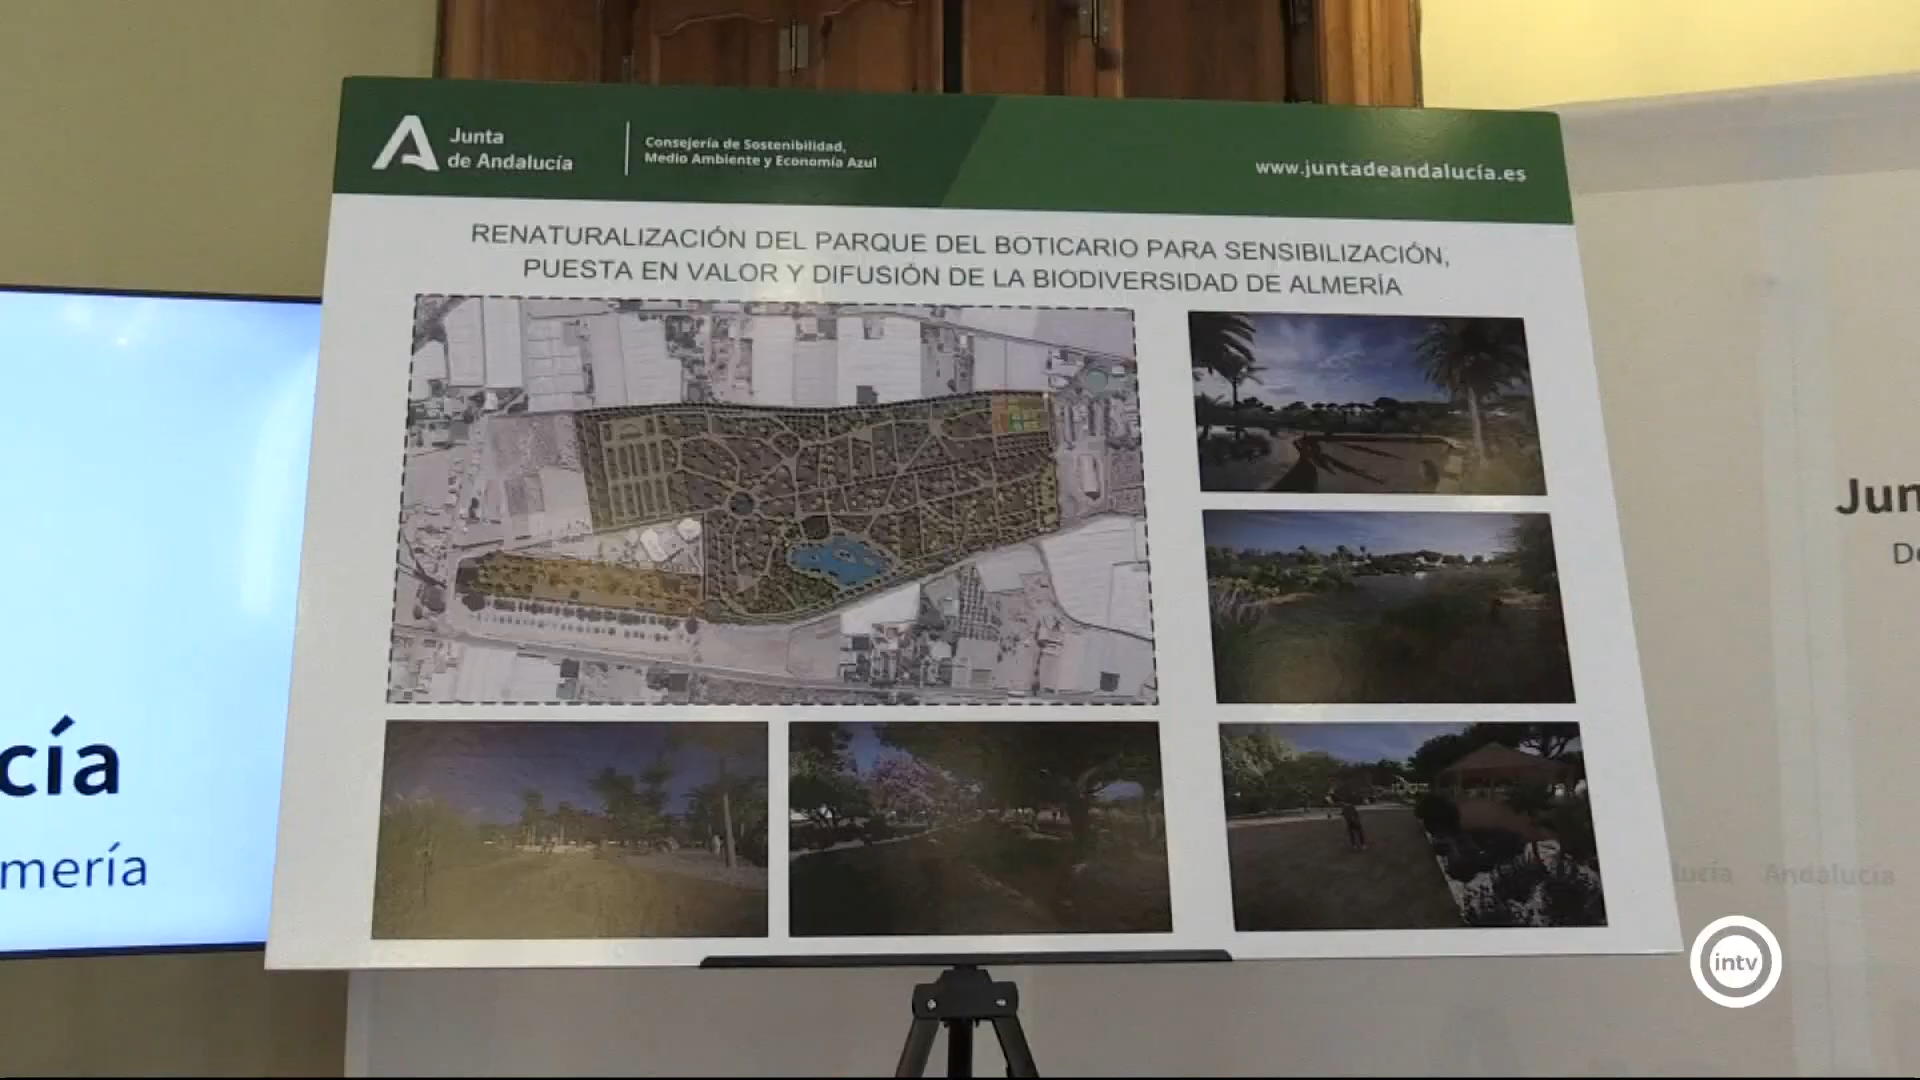 Junta
de Andalucía
Consejería de Sostenibilidad,
Medio Ambiente y Economía Azul
www.juntadeandalucía.es
RENATURALIZACIÓN DEL PARQUE DEL BOTICARIO PARA SENSIBILIZACIÓN,
PUESTA EN VALOR Y DIFUSIÓN DE LA BIODIVERSIDAD DE ALMERÍA
cía
mería
Jun
De
lucía Andalucía
intv